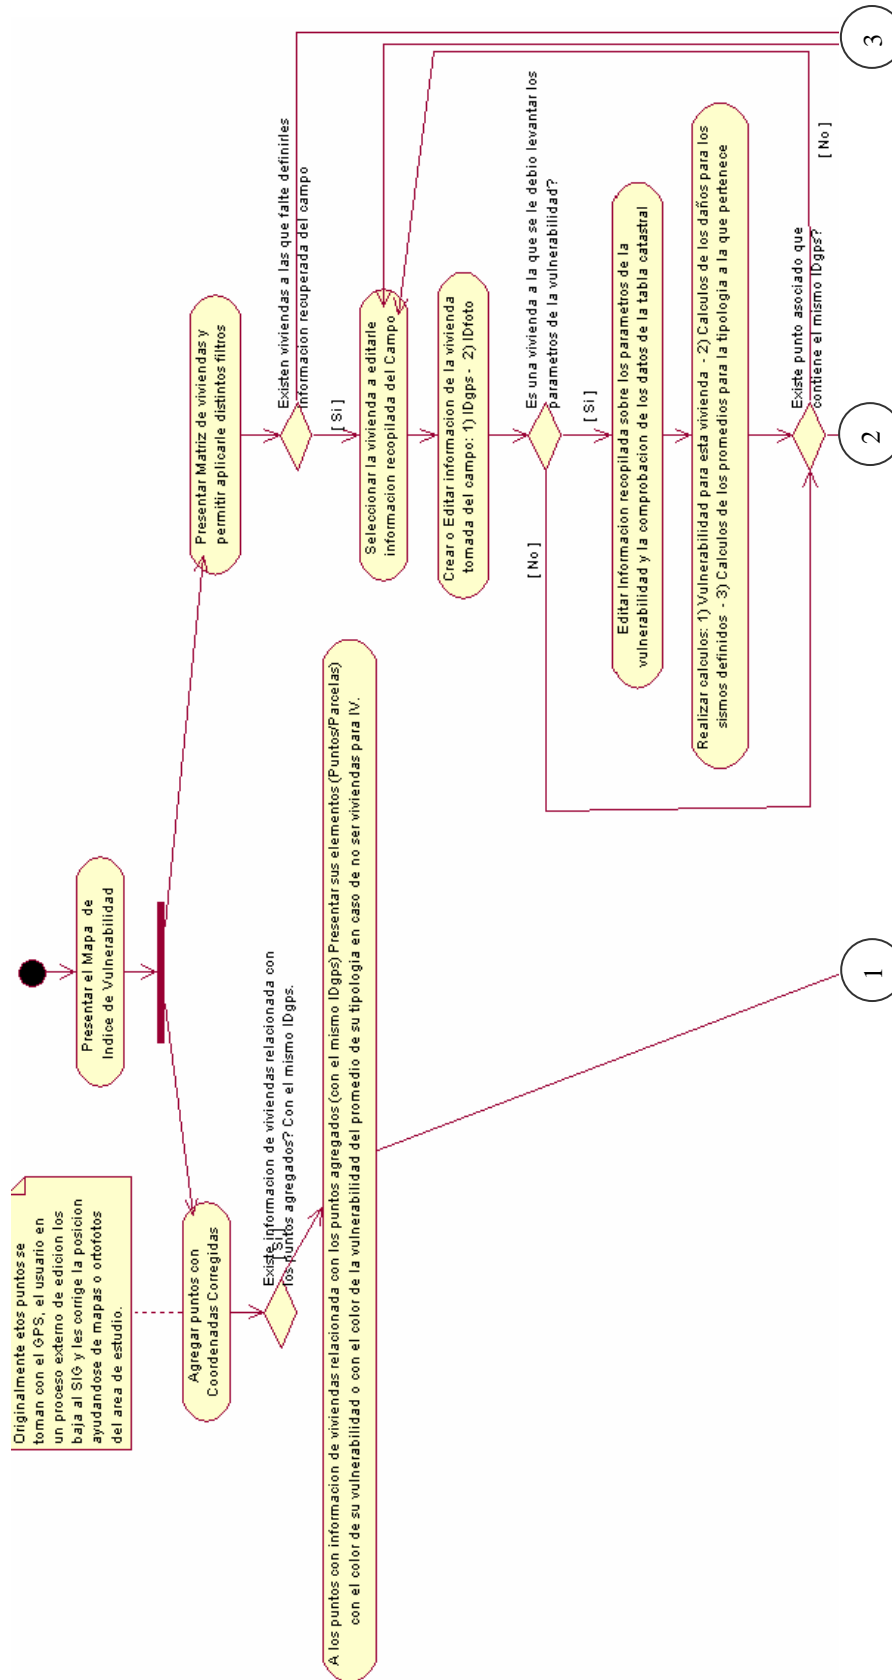 Originalmente etos puntos se
toman con el GPS, el usuario en
un proceso externo de edicion los
baja al SIG y les corrige la posicion
ayudandose de mapas o ortofotos
del area de estudio.
Presentar el Mapa de
Indice de Vulnerabilidad
Agregar puntos con
Coordenadas Corregidas
Existe informacion de viviendas relacionada con
los puntos agregados? Con el mismo IDgps.
[ Si ]
A los puntos con informacion de viviendas relacionada con los puntos agregados (con el mismo IDgps) Presentar sus elementos (Puntos/Parcelas)
con el color de su vulnerabilidad o con el color de la vulnerabilidad del promedio de su tipologia en caso de no ser viviendas para IV.
1
Presentar Matriz de viviendas y
permitir aplicarle distintos filtros
Existen viviendas a las que falte definirles
informacion recuperada del campo
[ Si ]
Seleccionar la vivienda a editarle
informacion recopilada del Campo
Crear o Editar informacion de la vivienda
tomada del campo: 1) IDgps - 2) IDfoto
Es una vivienda a la que se le debio levantar los
parametros de la vulnerabilidad?
[ No ]
[ Si ]
Editar Informacion recopilada sobre los parametros de la
vulnerabilidad y la comprobacion de los datos de la tabla catastral
Realizar calculos: 1) Vulnerabilidad para esta vivienda - 2) Calculos de los daños para los
sismos definidos - 3) Calculos de los promedios para la tipologia a la que pertenece
Existe punto asociado que
contiene el mismo IDgps?
[ No ]
2
3